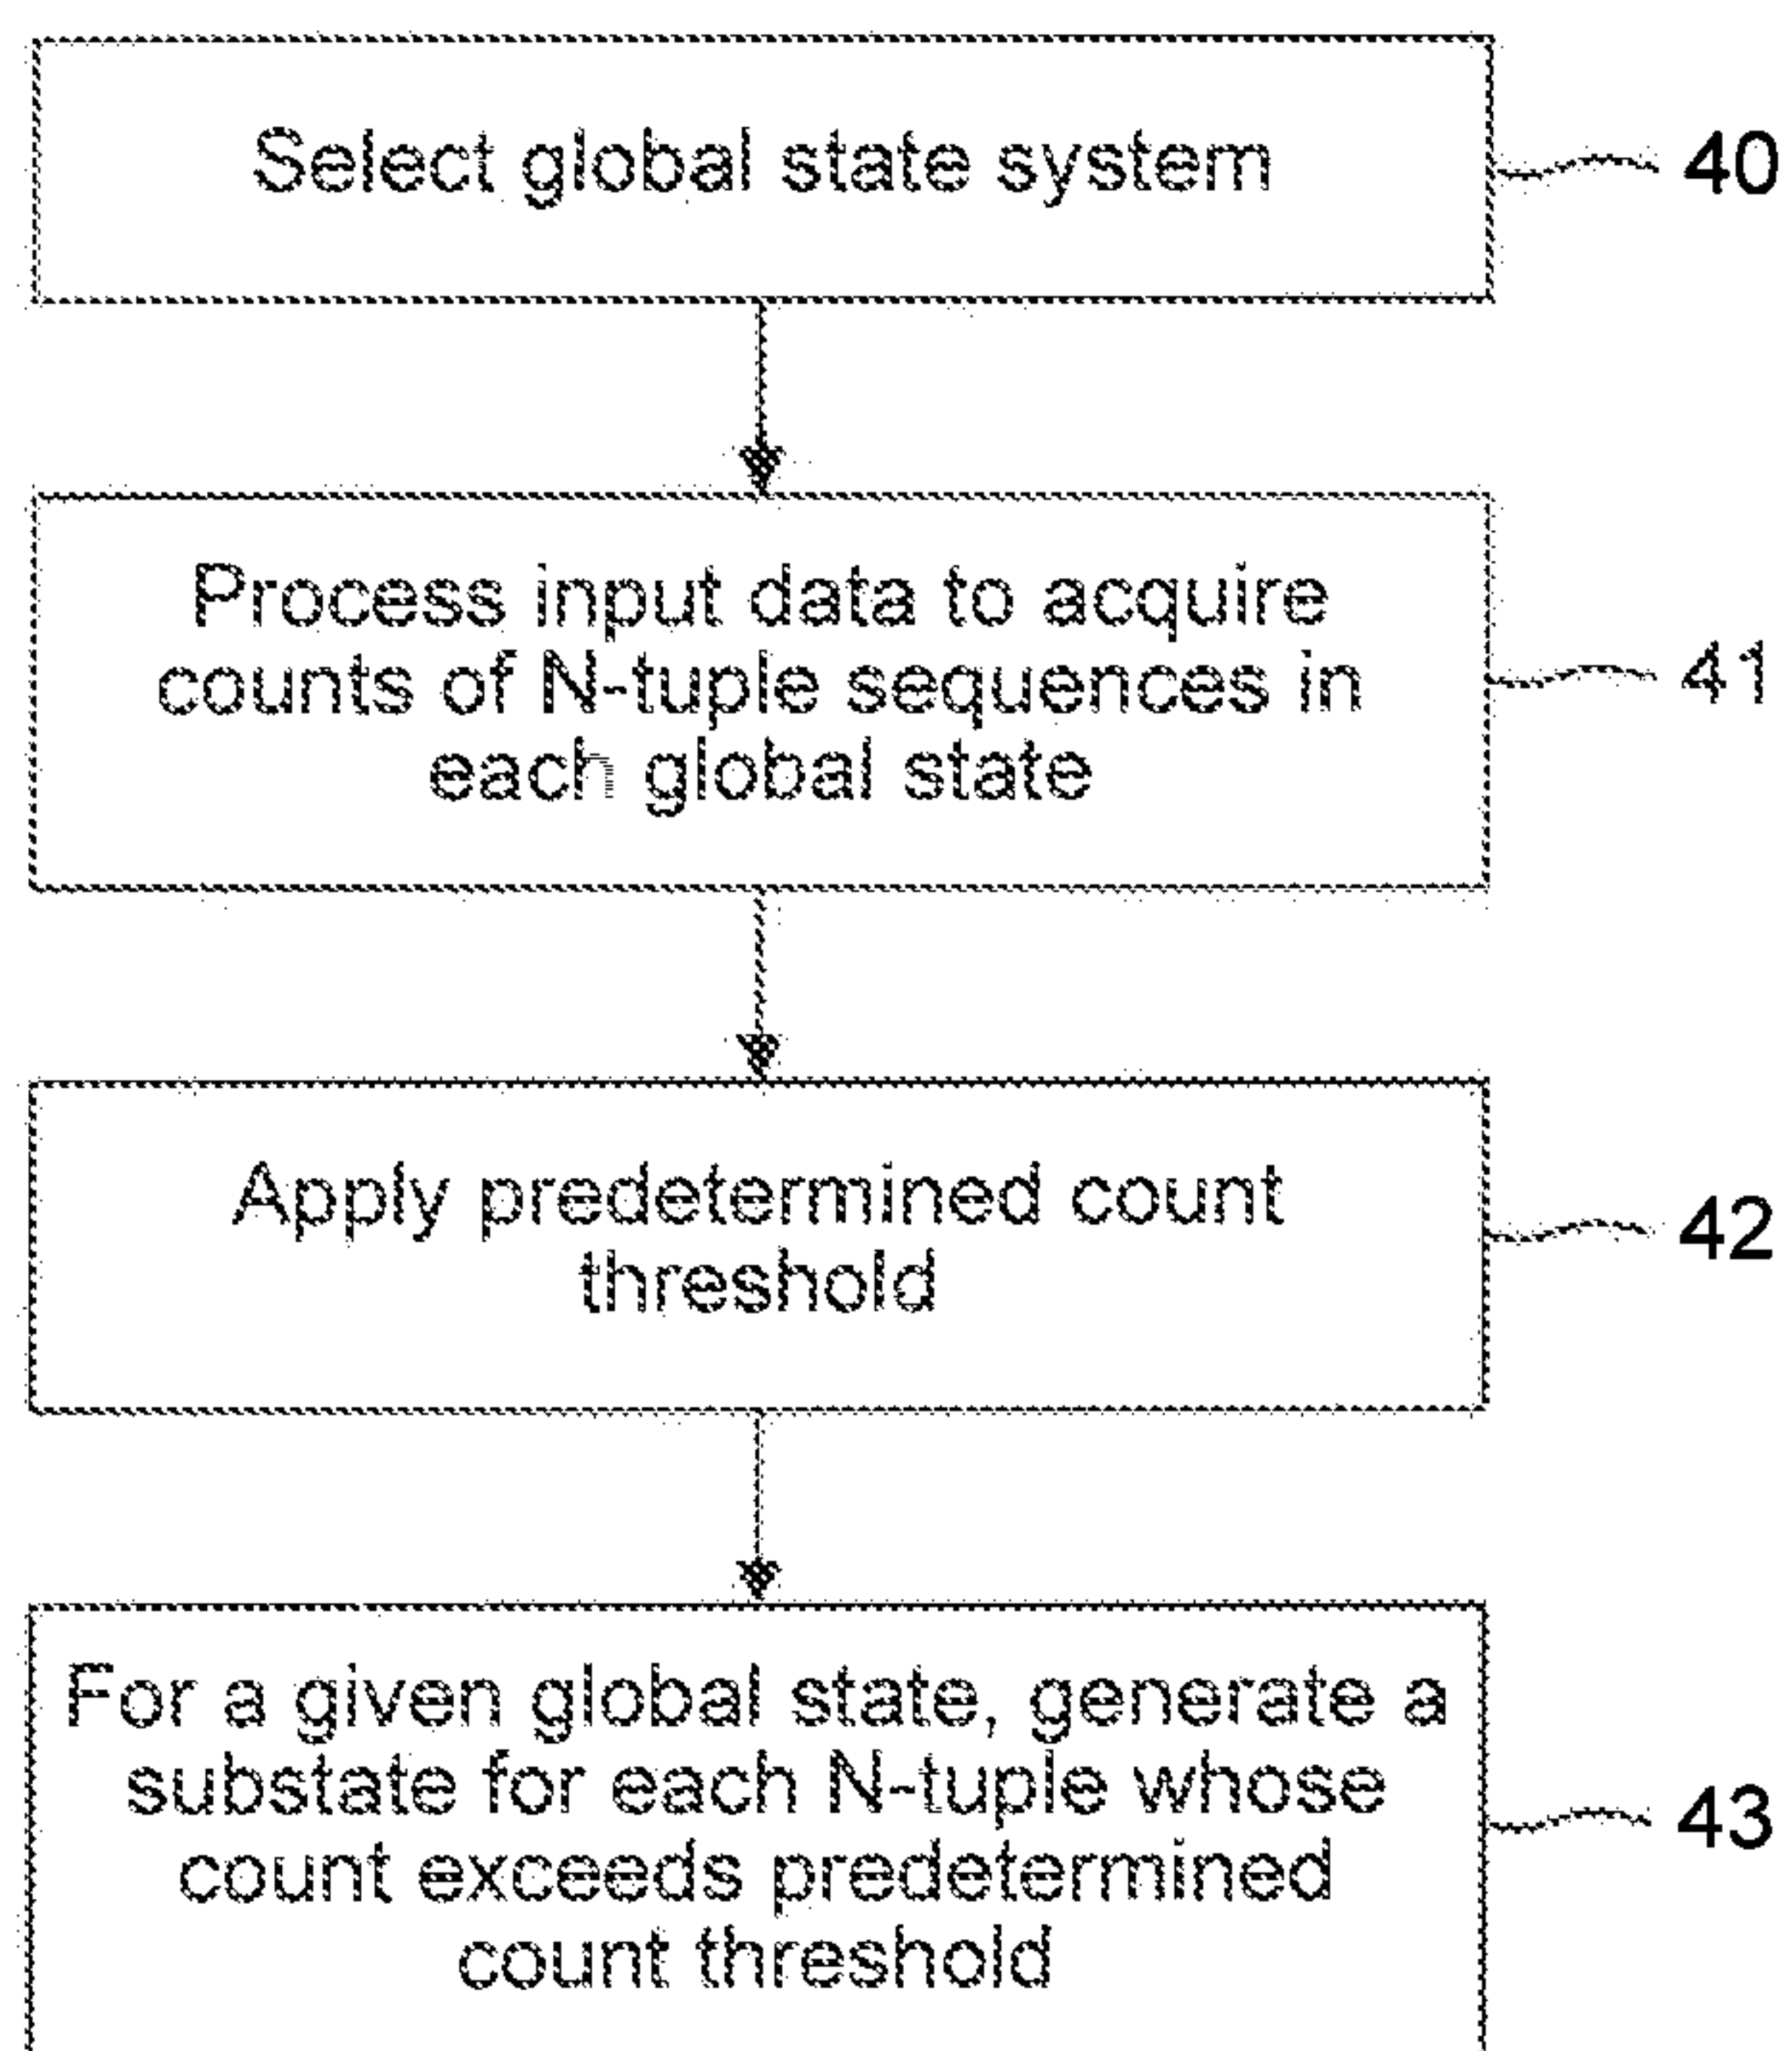 Select global state system
40
Process input data to acquire
counts of N-tuple sequences in
each global state
41
Apply predetermined count
threshold
42
For a given global state, generate a
substate for each N-tuple whose
count exceeds predetermined
count threshold
43